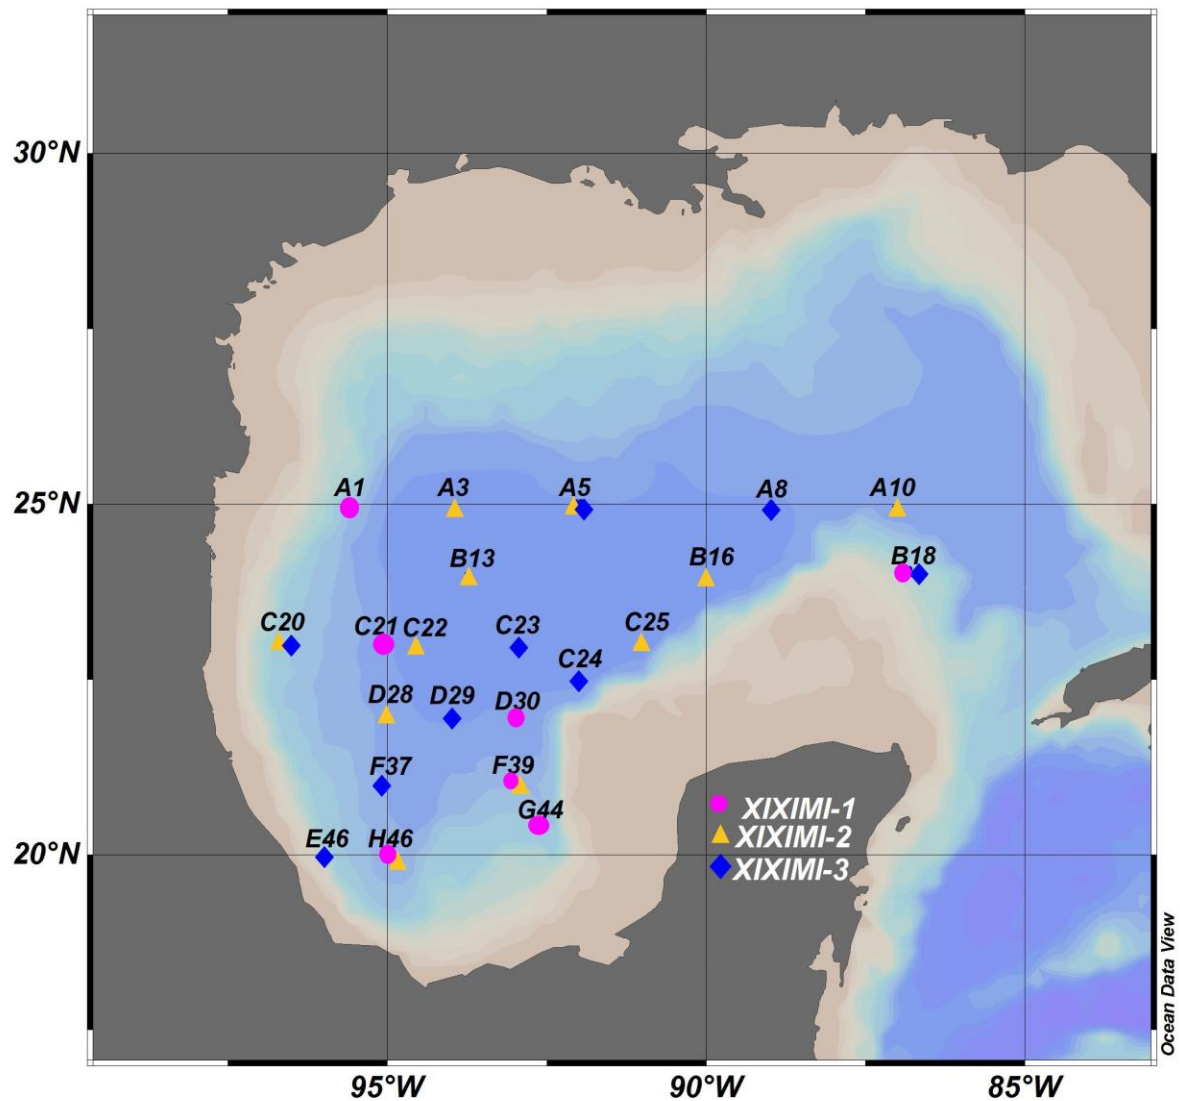 30°N
25°N
A1 A3 A5 A8 A10
B13 B16 B18
C20 C21 C22 C23 C25
C24
D28 D29 D30
F37 F39
G44
E46 H46
20°N
XIXIMI-1
XIXIMI-2
XIXIMI-3
95°W 90°W 85°W
Ocean Data View